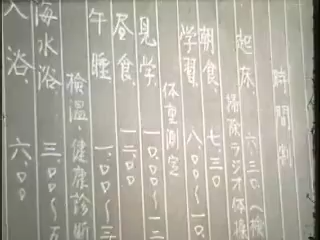 時間割
起床 六.三〇 (検
掃除ラジオ体操
朝食 七.三〇
学習 八.〇〇〜一〇.
体重測定
見学 一〇.〇〇〜一二
昼食 一二.〇〇
午睡 一.〇〇〜三
検温.健康診断
海水浴 三.〇〇〜五
入浴 六.〇〇